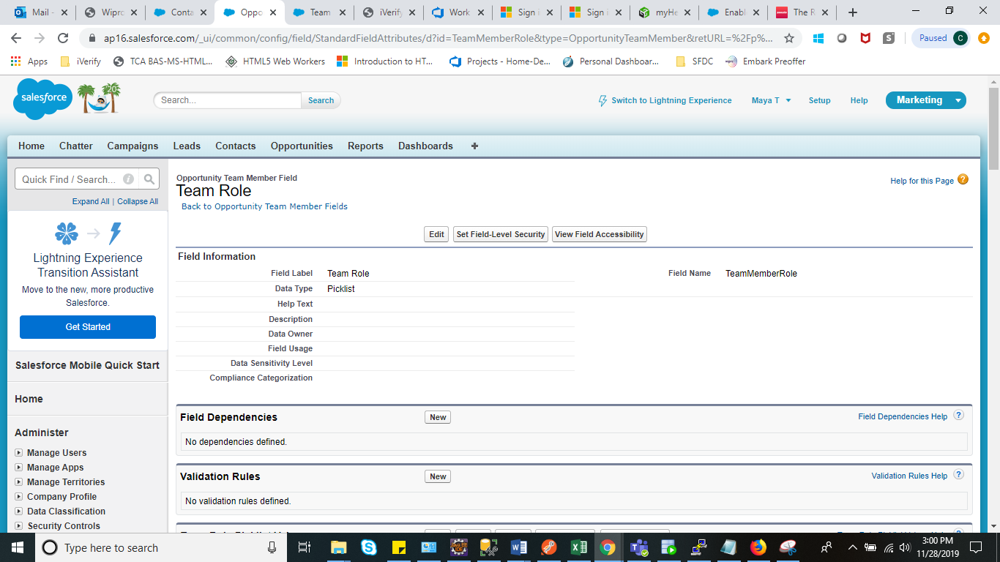 Mail -
Wipro
Conta
Oppo
Team
iVerify
Work
Sign i
Sign i
myHe
Enabl
The R
ap16.salesforce.com/_ui/common/config/field/StandardFieldAttributes/d?id=TeamMemberRole&type=OpportunityTeamMember&retURL=%2Fp%...
Paused
C
Apps
iVerify
TCA BAS-MS-HTML...
HTML5 Web Workers
Introduction to HT...
Projects - Home-De...
Personal Dashboar...
SFDC
Embark Preoffer
salesforce
20
Search...
Search
Switch to Lightning Experience
Maya T
Setup
Help
Marketing
Home
Chatter
Campaigns
Leads
Contacts
Opportunities
Reports
Dashboards
+
Quick Find / Search...
Expand All | Collapse All
Lightning Experience
Transition Assistant
Move to the new, more productive
Salesforce.
Get Started
Salesforce Mobile Quick Start
Home
Administer
Manage Users
Manage Apps
Manage Territories
Company Profile
Data Classification
Security Controls
Opportunity Team Member Field
Team Role
Back to Opportunity Team Member Fields
Help for this Page
Edit
Set Field-Level Security
View Field Accessibility
Field Information
Field Label Team Role
Field Name TeamMemberRole
Data Type Picklist
Help Text
Description
Data Owner
Field Usage
Data Sensitivity Level
Compliance Categorization
Field Dependencies
New
Field Dependencies Help ?
No dependencies defined.
Validation Rules
New
Validation Rules Help ?
No validation rules defined.
Type here to search
3:00 PM
11/28/2019